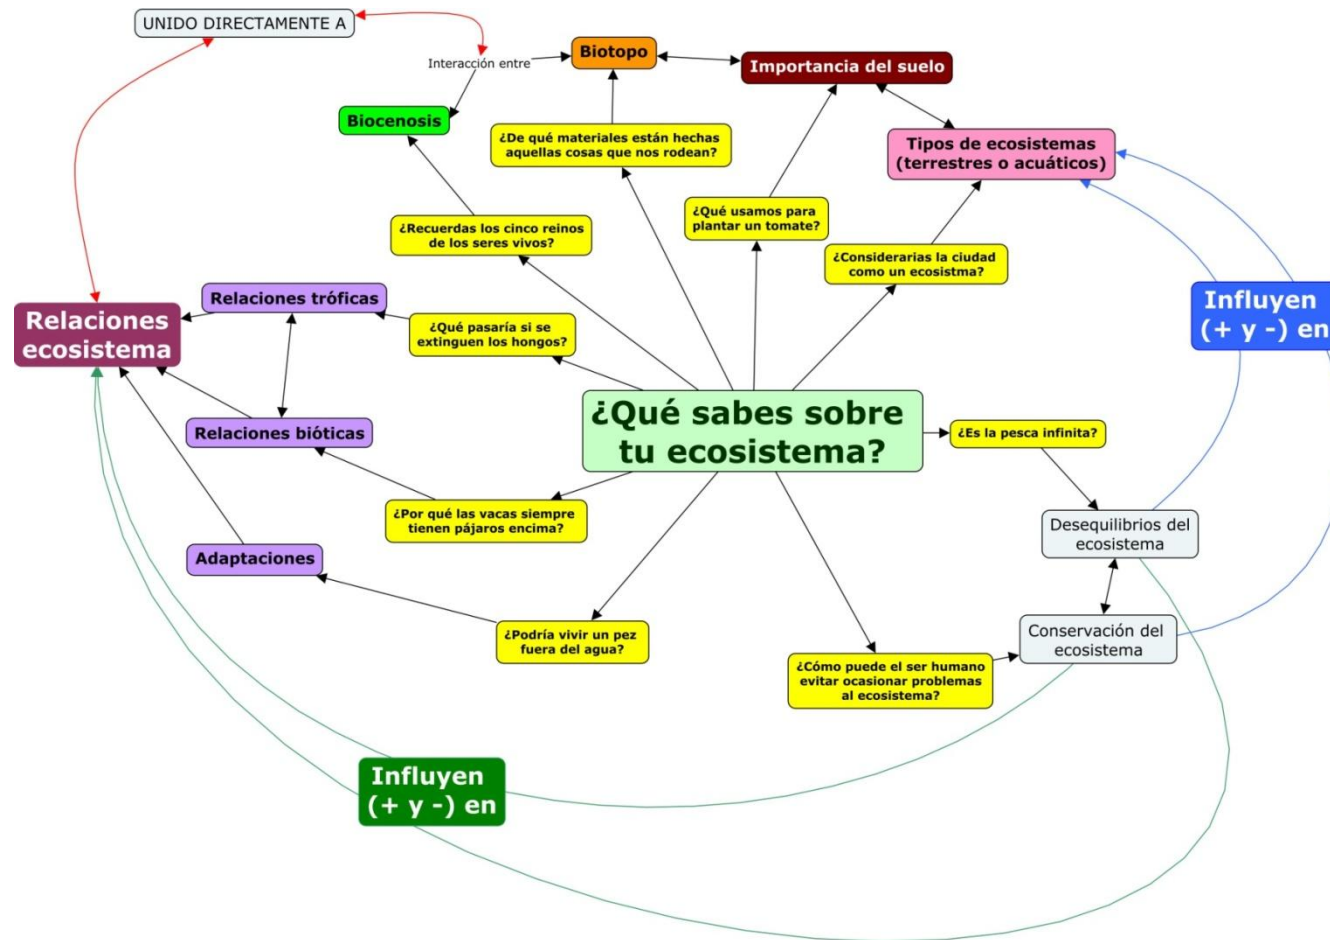 UNIDO DIRECTAMENTE A
Interacción entre
Biotopo
Importancia del suelo
Biocenosis
¿De qué materiales están hechas
aquellas cosas que nos rodean?
Tipos de ecosistemas
(terrestres o acuáticos)
¿Recuerdas los cinco reinos
de los seres vivos?
¿Qué usamos para
plantar un tomate?
¿Considerarias la ciudad
como un ecosistma?
Relaciones tróficas
Relaciones
ecosistema
¿Qué pasaría si se
extinguen los hongos?
Influyen
(+ y -) en
¿Qué sabes sobre
tu ecosistema?
Relaciones bióticas
¿Es la pesca infinita?
¿Por qué las vacas siempre
tienen pájaros encima?
Desequilibrios del
ecosistema
Adaptaciones
¿Podría vivir un pez
fuera del agua?
Conservación del
ecosistema
¿Cómo puede el ser humano
evitar ocasionar problemas
al ecosistema?
Influyen
(+ y -) en